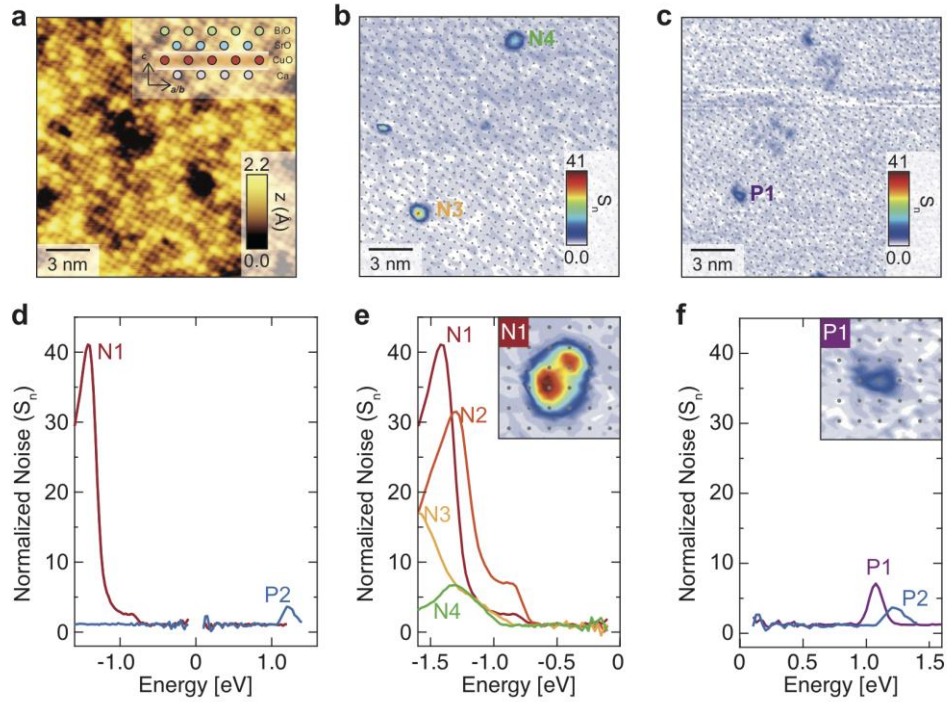 a
BiO
SrO
CuO
Ca
c
a/b
2.2
z (Å)
0.0
3 nm
b
N4
N3
41
Sn
0.0
3 nm
c
P1
41
Sn
0.0
3 nm
d
Normalized Noise (Sn)
40
30
20
10
5
0
N1
P2
-1.0
0
1.2
Energy [eV]
e
Normalized Noise (Sn)
40
30
20
10
5
0
N1
N2
N3
N4
N1
-1.5
-1.0
-0.5
0
Energy [eV]
f
Normalized Noise (Sn)
40
30
20
10
5
0
P1
P1
P2
0
0.5
1.0
1.5
Energy [eV]